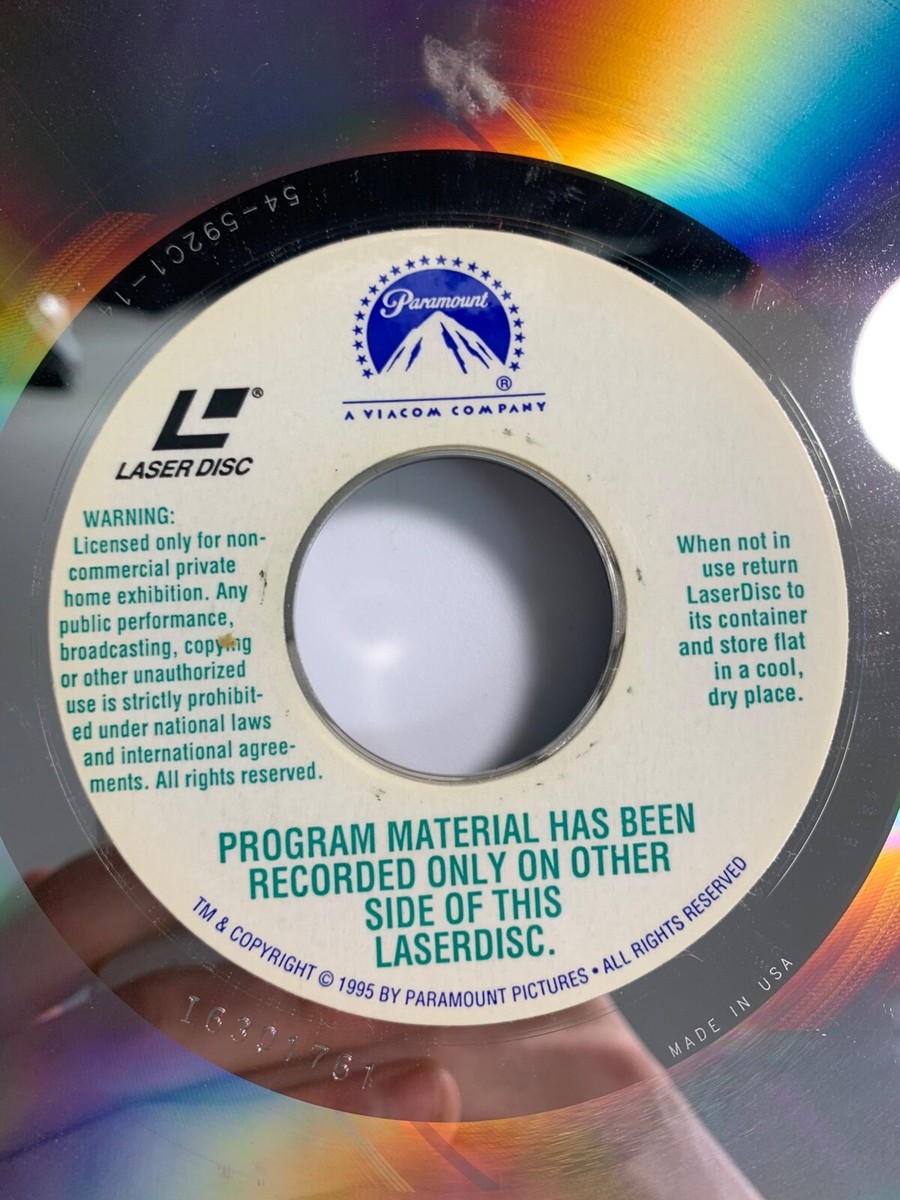 54-592C1-14
Paramount
®
A VIACOM COMPANY
®
LASER DISC
WARNING:
Licensed only for non-
commercial private
home exhibition. Any
public performance,
broadcasting, copying
or other unauthorized
use is strictly prohibit-
ed under national laws
and international agree-
ments. All rights reserved.
When not in
use return
LaserDisc to
its container
and store flat
in a cool,
dry place.
PROGRAM MATERIAL HAS BEEN
RECORDED ONLY ON OTHER
SIDE OF THIS
LASERDISC.
TM & COPYRIGHT © 1995 BY PARAMOUNT PICTURES • ALL RIGHTS RESERVED
MADE IN USA